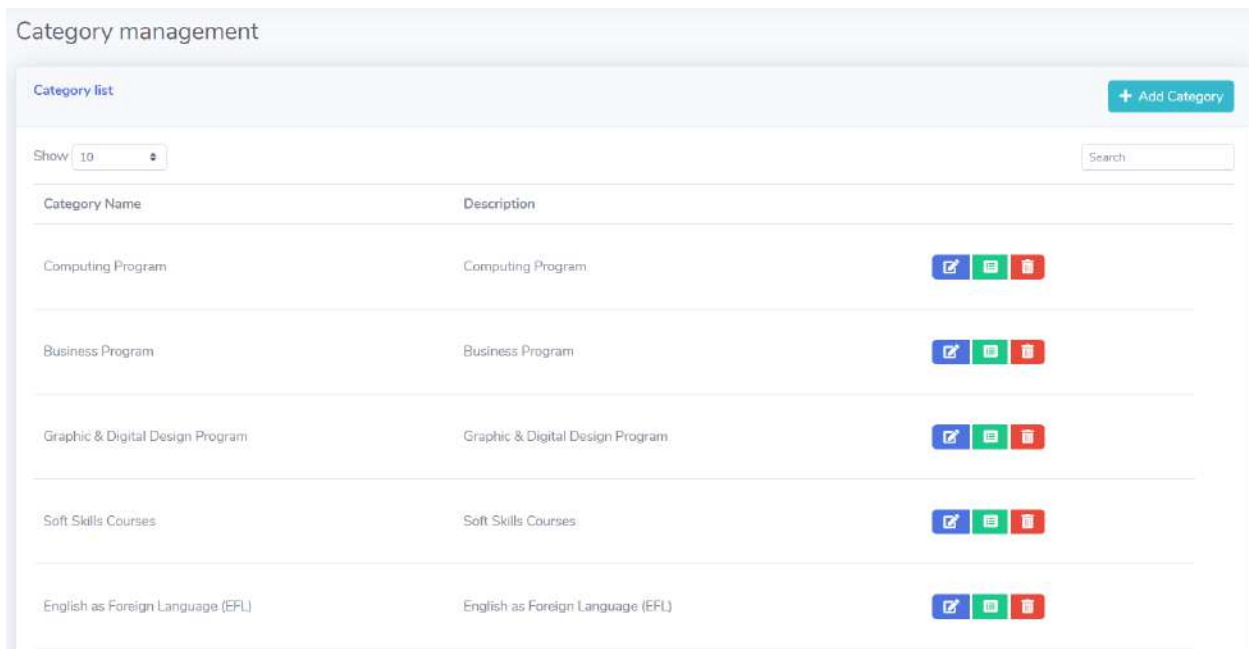 Category management
Category list
+ Add Category
Show 10
Search
Category Name Description
Computing Program Computing Program
Business Program Business Program
Graphic & Digital Design Program Graphic & Digital Design Program
Soft Skills Courses Soft Skills Courses
English as Foreign Language (EFL) English as Foreign Language (EFL)